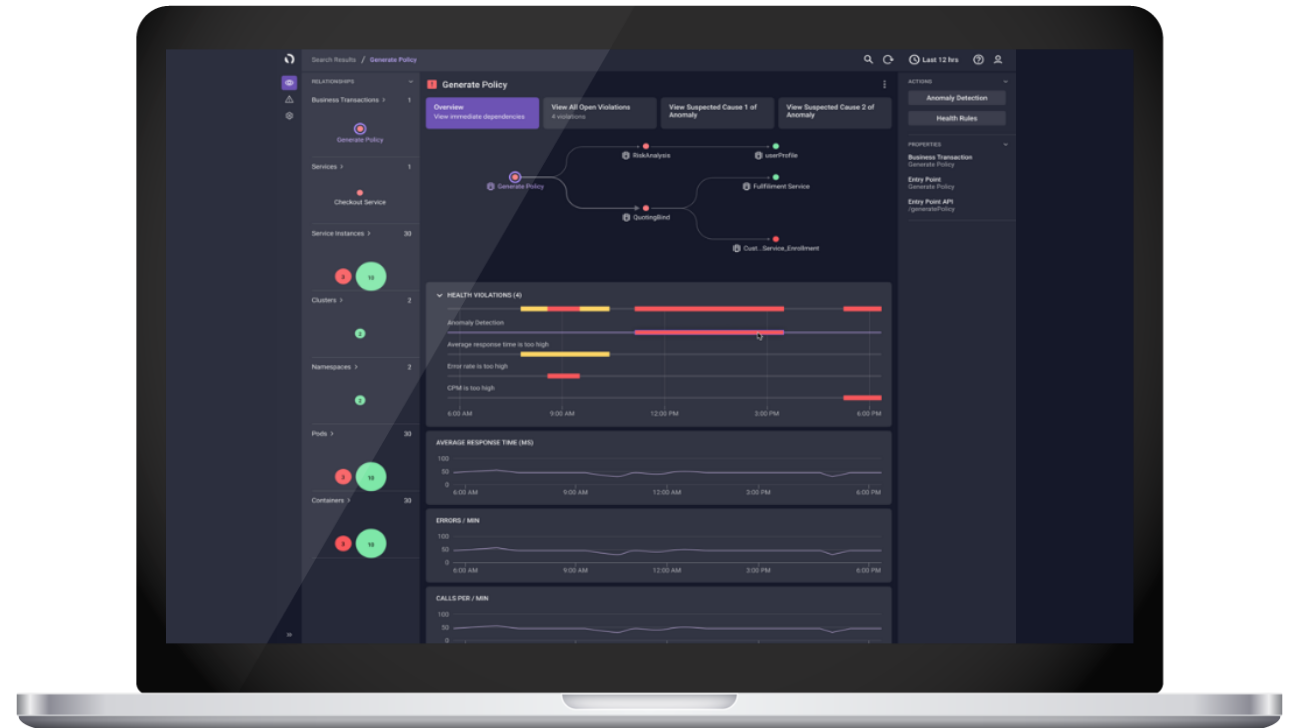 Search Results / Generate Policy
Last 12 hrs
RELATIONSHIPS
Business Transactions > 1
Generate Policy
Services > 1
Checkout Service
Service Instances > 30
3
Clusters > 2
2
Namespaces > 2
2
Pods > 30
3
Containers > 30
3
Generate Policy
Overview
View immediate dependencies
View All Open Violations
4 violations
View Suspected Cause 1 of
Anomaly
View Suspected Cause 2 of
Anomaly
RiskAnalysis
userProfile
Generate Policy
Fullfillment Service
QuotingBind
Cust...Service_Enrollment
HEALTH VIOLATIONS (4)
Anomaly Detection
Average response time is too high
Error rate is too high
CPM is too high
6:00 AM 9:00 AM 12:00 PM 3:00 PM 6:00 PM
AVERAGE RESPONSE TIME (MS)
100
50
0
6:00 AM 9:00 AM 12:00 AM 3:00 PM 6:00 PM
ERRORS / MIN
100
50
0
6:00 AM 9:00 AM 12:00 AM 3:00 PM 6:00 PM
CALLS PER / MIN
100
50
0
ACTIONS
Anomaly Detection
Health Rules
PROPERTIES
Business Transaction
Generate Policy
Entry Point
Generate Policy
Entry Point API
/generatePolicy